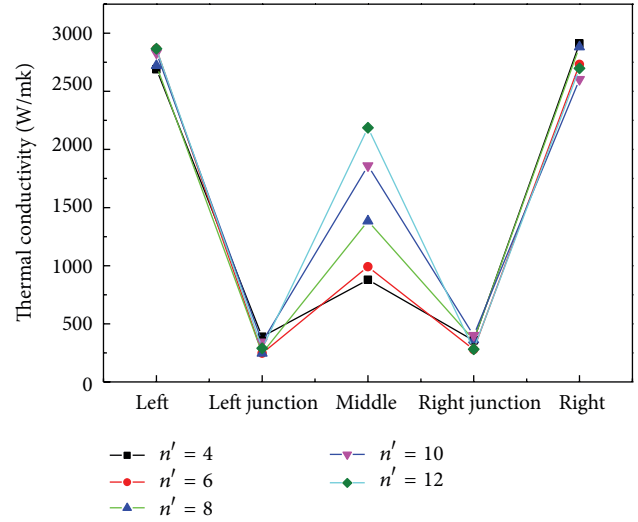 Thermal conductivity (W/mk)
3000
2500
2000
1500
1000
500
0
Left
Left junction
Middle
Right junction
Right
n′ = 4
n′ = 6
n′ = 8
n′ = 10
n′ = 12